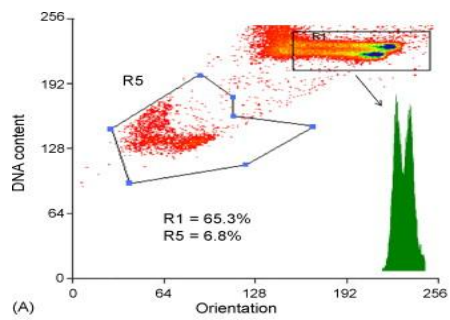 256
192
128
64
0
DNA content
R5
R1
R1 = 65.3%
R5 = 6.8%
0
64
128
192
256
(A)
Orientation